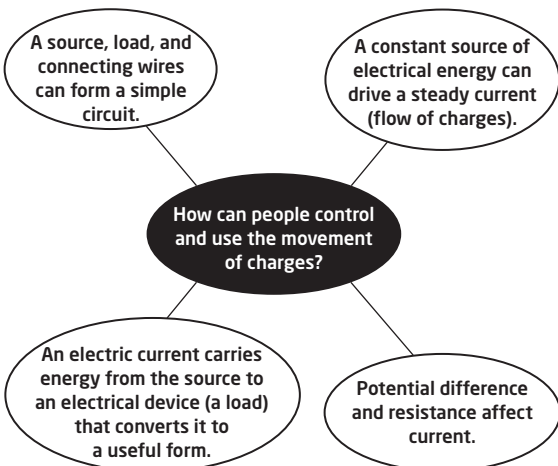 A source, load, and
connecting wires
can form a simple
circuit.
A constant source of
electrical energy can
drive a steady current
(flow of charges).
How can people control
and use the movement
of charges?
An electric current carries
energy from the source to
an electrical device (a load)
that converts it to
a useful form.
Potential difference
and resistance affect
current.